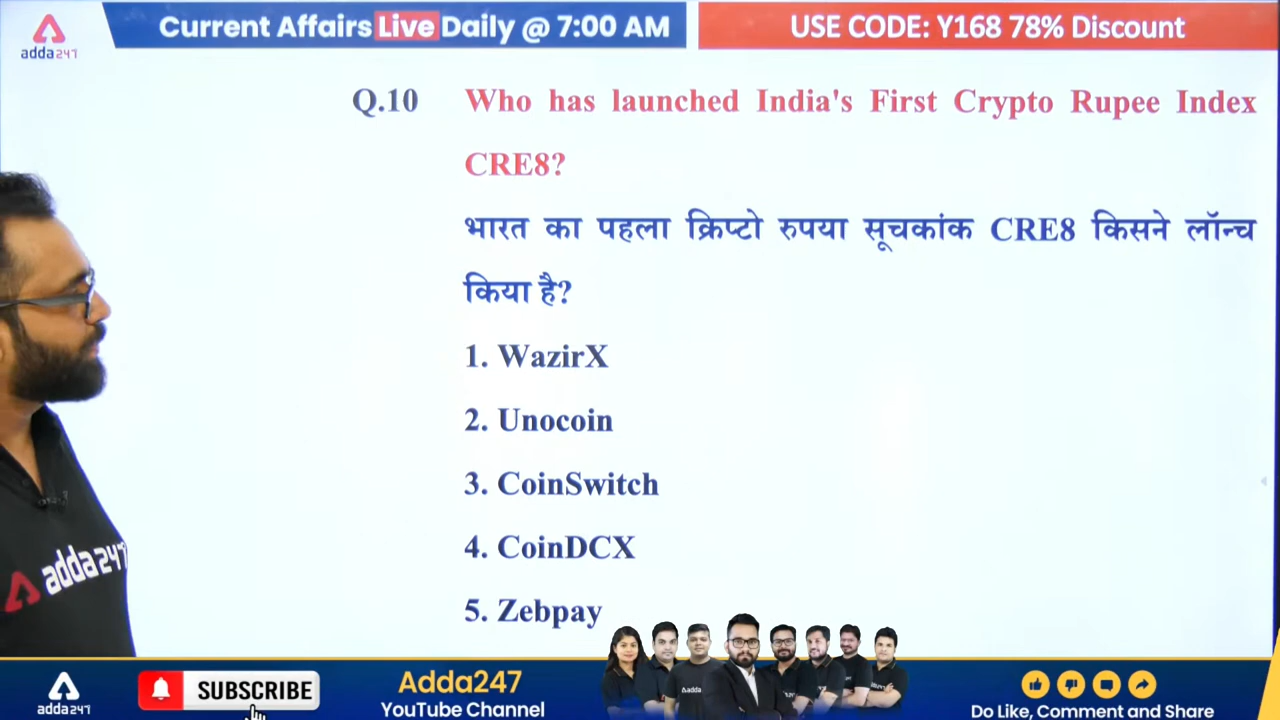 Current Affairs Live Daily @ 7:00 AM
USE CODE: Y168 78% Discount
adda247
Q.10 Who has launched India's First Crypto Rupee Index
CRE8?
भारत का पहला क्रिप्टो रुपया सूचकांक CRE8 किसने लॉन्च
किया है?
1. WazirX
2. Unocoin
3. CoinSwitch
4. CoinDCX
5. Zebpay
adda247
adda247
SUBSCRIBE
Adda247
YouTube Channel
Adda247
Do Like, Comment and Share